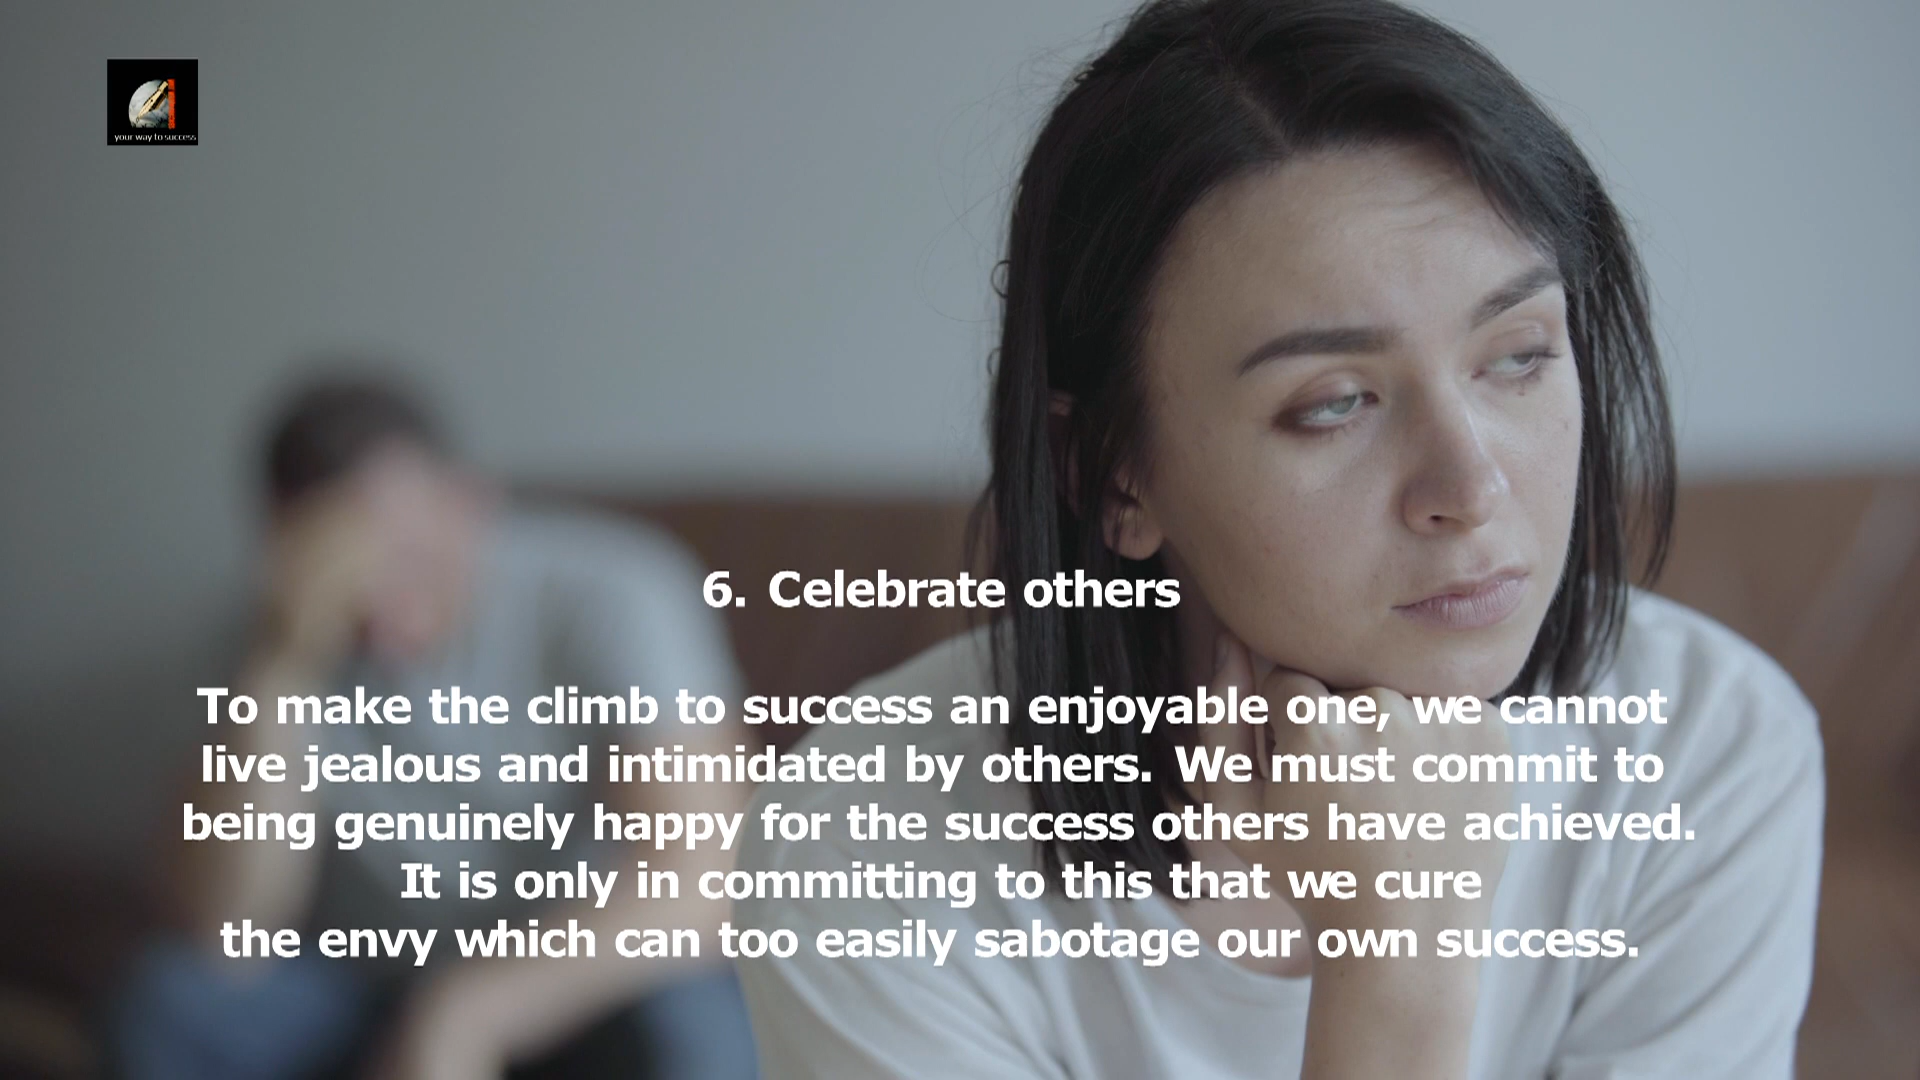 your way to success
6. Celebrate others
To make the climb to success an enjoyable one, we cannot
live jealous and intimidated by others. We must commit to
being genuinely happy for the success others have achieved.
It is only in committing to this that we cure
the envy which can too easily sabotage our own success.